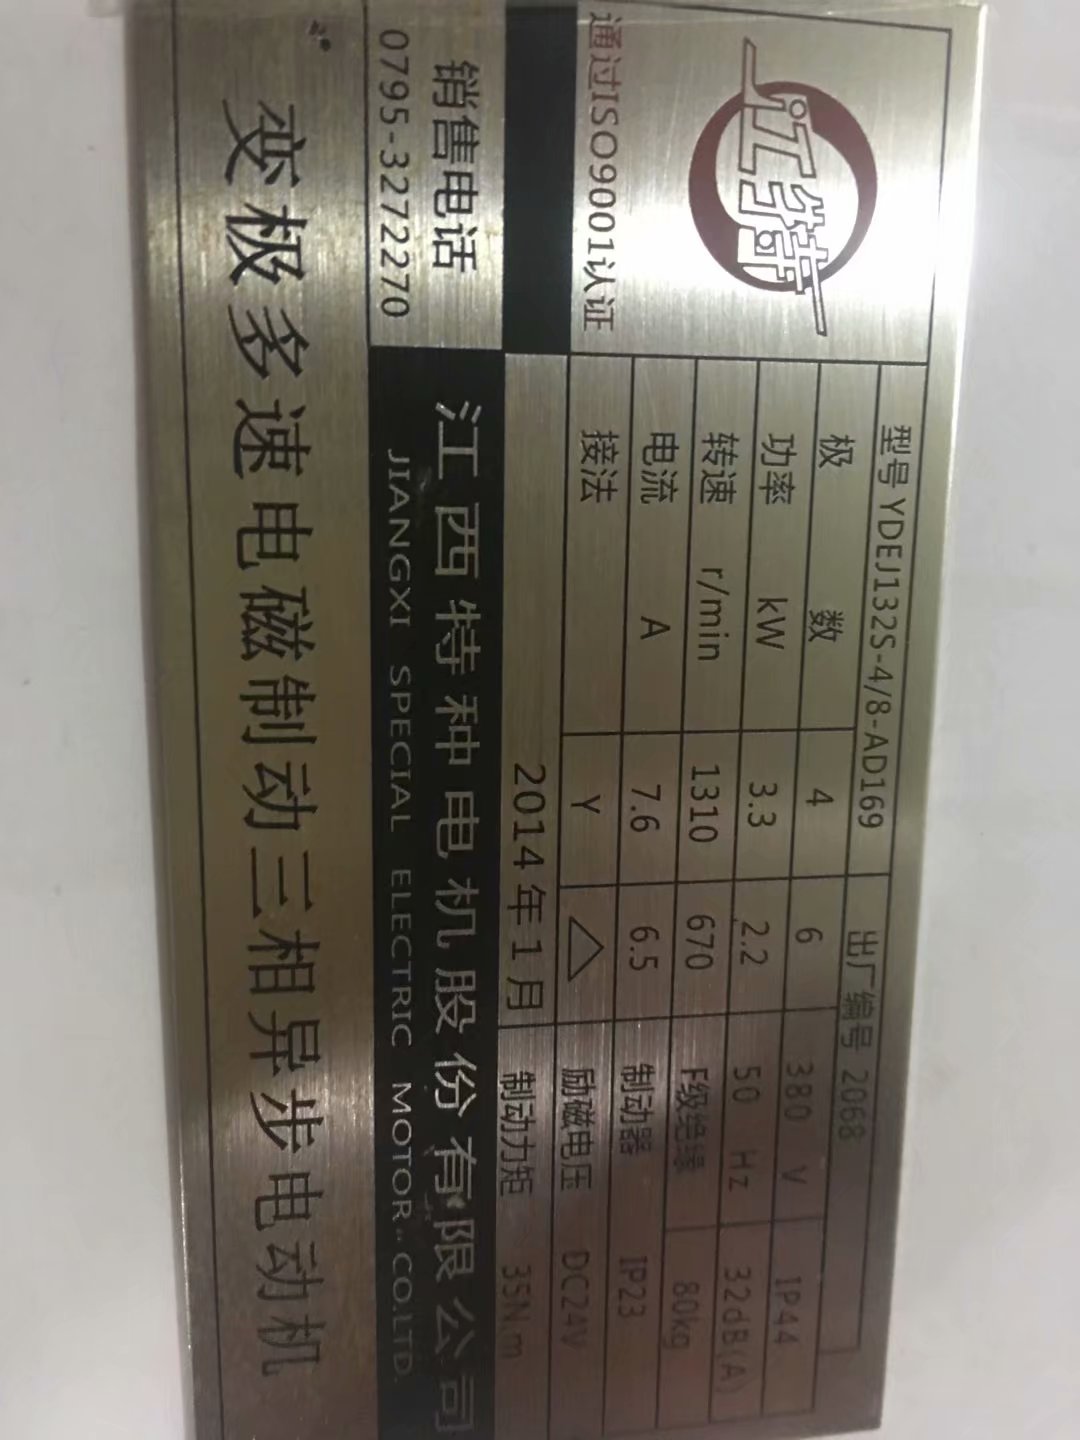 变极多速电磁制动三相异步电动机
销售电话
0795-3272270
江西特种电机股份有限公司
JIANGXI SPECIAL ELECTRIC MOTOR CO.LTD.
江特
通过ISO9001认证
型号 YDEJ132S-4/8-AD169 出厂编号 2068
极数 4 6 380 V IP44
功率 kW 3.3 2.2 50 Hz 32dB(A)
转速 r/min 1310 670 F级绝缘 80kg
电流 A 7.6 6.5 制动器 IP23
接法 Y △ 励磁电压 DC24V
2014年1月 制动力矩 35N.m